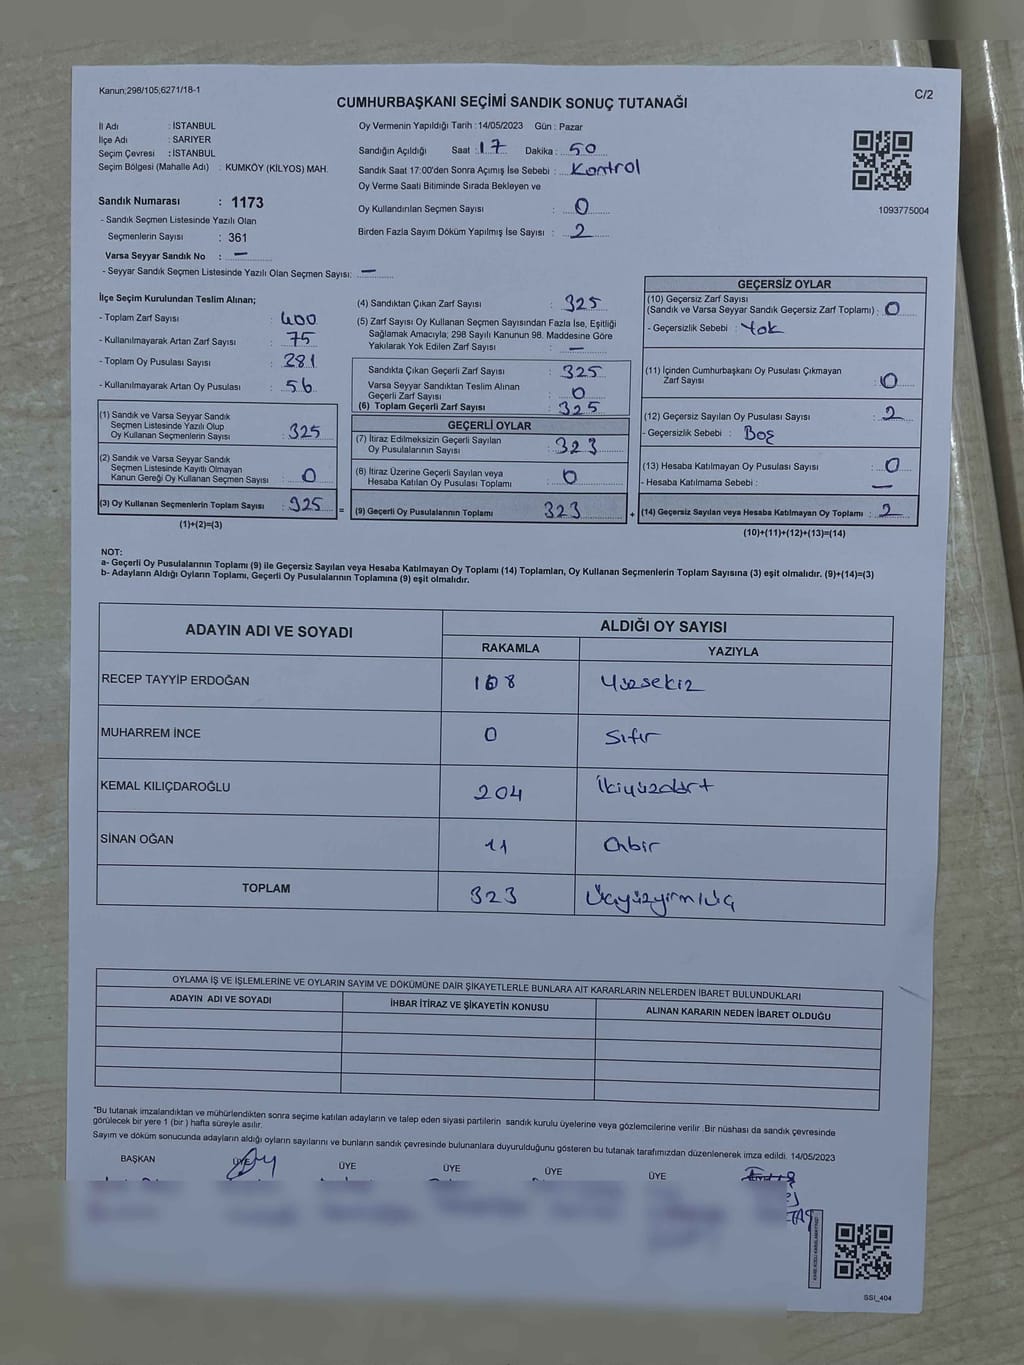 Kanun;298/105;6271/18-1
C/2
CUMHURBAŞKANI SEÇİMİ SANDIK SONUÇ TUTANAĞI
İl Adı : İSTANBUL
İlçe Adı : SARIYER
Seçim Çevresi : İSTANBUL
Seçim Bölgesi (Mahalle Adı) : KUMKÖY (KİLYOS) MAH.
Sandık Numarası : 1173
- Sandık Seçmen Listesinde Yazılı Olan
Seçmenlerin Sayısı : 361
Varsa Seyyar Sandık No : —
- Seyyar Sandık Seçmen Listesinde Yazılı Olan Seçmen Sayısı: —
Oy Vermenin Yapıldığı Tarih : 14/05/2023 Gün : Pazar
Sandığın Açıldığı Saat : 17 Dakika : 50
Sandık Saat 17:00'den Sonra Açımış İse Sebebi : Kontrol
Oy Verme Saati Bitiminde Sırada Bekleyen ve
Oy Kullandırılan Seçmen Sayısı : 0
Birden Fazla Sayım Döküm Yapılmış İse Sayısı : 2
1093775004
İlçe Seçim Kurulundan Teslim Alınan;
- Toplam Zarf Sayısı : 400
- Kullanılmayarak Artan Zarf Sayısı : 75
- Toplam Oy Pusulası Sayısı : 281
- Kullanılmayarak Artan Oy Pusulası : 56
(1) Sandık ve Varsa Seyyar Sandık
Seçmen Listesinde Yazılı Olup
Oy Kullanan Seçmenlerin Sayısı : 325
(2) Sandık ve Varsa Seyyar Sandık
Seçmen Listesinde Kayıtlı Olmayan
Kanun Gereği Oy Kullanan Seçmen Sayısı : 0
(3) Oy Kullanan Seçmenlerin Toplam Sayısı : 325
(1)+(2)=(3)
(4) Sandıktan Çıkan Zarf Sayısı : 325
(5) Zarf Sayısı Oy Kullanan Seçmen Sayısından Fazla İse, Eşitliği
Sağlamak Amacıyla, 298 Sayılı Kanunun 98. Maddesine Göre
Yakılarak Yok Edilen Zarf Sayısı : —
Sandıkta Çıkan Geçerli Zarf Sayısı : 325
Varsa Seyyar Sandıktan Teslim Alınan
Geçerli Zarf Sayısı : 0
(6) Toplam Geçerli Zarf Sayısı : 325
GEÇERLİ OYLAR
(7) İtiraz Edilmeksizin Geçerli Sayılan
Oy Pusulalarının Sayısı : 323
(8) İtiraz Üzerine Geçerli Sayılan veya
Hesaba Katılan Oy Pusulaları Toplamı : 0
= (9) Geçerli Oy Pusulalarının Toplamı 323
GEÇERSİZ OYLAR
(10) Geçersiz Zarf Sayısı
(Sandık ve Varsa Seyyar Sandık Geçersiz Zarf Toplamı) : 0
- Geçersizlik Sebebi : Yok
(11) İçinden Cumhurbaşkanı Oy Pusulası Çıkmayan
Zarf Sayısı : 0
(12) Geçersiz Sayılan Oy Pusulası Sayısı : 2
- Geçersizlik Sebebi : Boş
(13) Hesaba Katılmayan Oy Pusulası Sayısı : 0
- Hesaba Katılmama Sebebi : —
+ (14) Geçersiz Sayılan veya Hesaba Katılmayan Oy Toplamı : 2
(10)+(11)+(12)+(13)=(14)
NOT:
a- Geçerli Oy Pusulalarının Toplamı (9) ile Geçersiz Sayılan veya Hesaba Katılmayan Oy Toplamı (14) Toplamları, Oy Kullanan Seçmenlerin Toplam Sayısına (3) eşit olmalıdır. (9)+(14)=(3)
b- Adayların Aldığı Oyların Toplamı, Geçerli Oy Pusulalarının Toplamına (9) eşit olmalıdır.
ADAYIN ADI VE SOYADI ALDIĞI OY SAYISI
RAKAMLA YAZIYLA
RECEP TAYYİP ERDOĞAN 108 Yüzsekiz
MUHARREM İNCE 0 Sıfır
KEMAL KILIÇDAROĞLU 204 İkiyüzdört
SİNAN OĞAN 11 Onbir
TOPLAM 323 Üçyüzyirmiüç
OYLAMA İŞ VE İŞLEMLERİNE VE OYLARIN SAYIM VE DÖKÜMÜNE DAİR ŞİKAYETLERLE BUNLARA AİT KARARLARIN NELERDEN İBARET BULUNDUKLARI
ADAYIN ADI VE SOYADI İHBAR İTİRAZ VE ŞİKAYETİN KONUSU ALINAN KARARIN NEDEN İBARET OLDUĞU
*Bu tutanak imzalandıktan ve mühürlendikten sonra seçime katılan adayların ve talep eden siyasi partilerin sandık kurulu üyelerine veya gözlemcilerine verilir .Bir nüshası da sandık çevresinde
görülecek bir yere 1 (bir ) hafta süreyle asılır.
Sayım ve döküm sonucunda adayların aldığı oyların sayılarını ve bunların sandık çevresinde bulunanlara duyurulduğunu gösteren bu tutanak tarafımızdan düzenlenerek imza edildi. 14/05/2023
BAŞKAN ÜYE ÜYE ÜYE ÜYE ÜYE
SSI_404